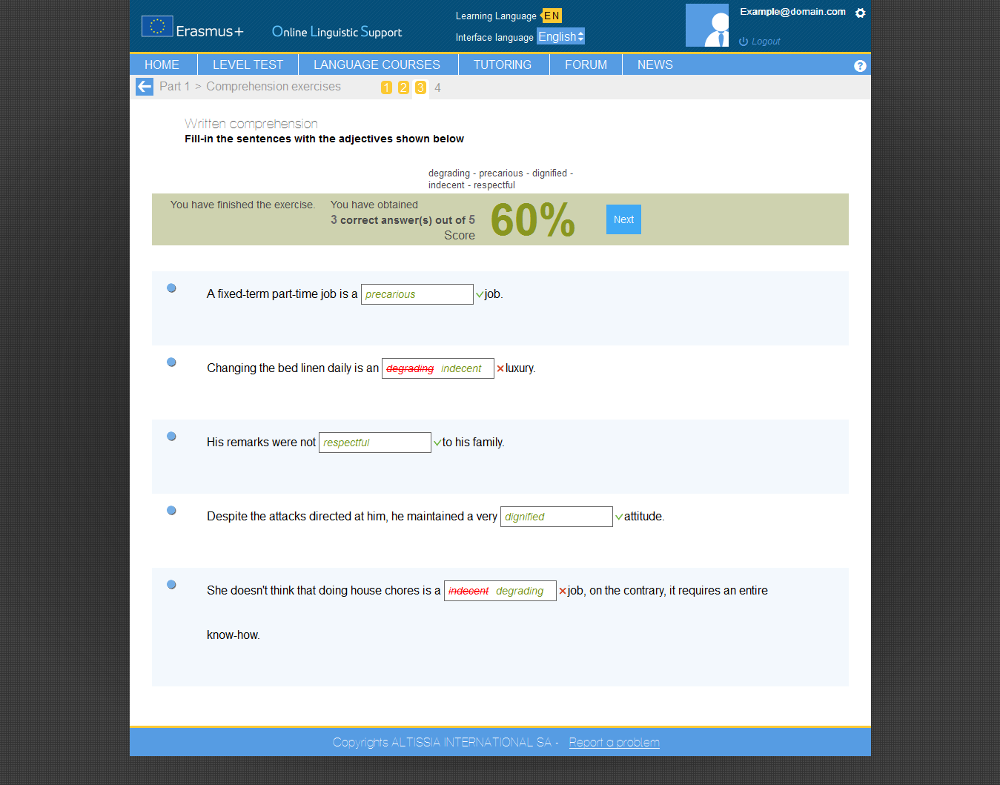 Erasmus+
Online Linguistic Support
Learning Language EN
Interface language English
Example@domain.com
Logout
HOME LEVEL TEST LANGUAGE COURSES TUTORING FORUM NEWS ?
Part 1 > Comprehension exercises 1 2 3 4
Written comprehension
Fill-in the sentences with the adjectives shown below
degrading - precarious - dignified -
indecent - respectful
You have finished the exercise.
You have obtained
3 correct answer(s) out of 5
Score
60%
Next
A fixed-term part-time job is a precarious job.
Changing the bed linen daily is an degrading indecent luxury.
His remarks were not respectful to his family.
Despite the attacks directed at him, he maintained a very dignified attitude.
She doesn't think that doing house chores is a indecent degrading job, on the contrary, it requires an entire
know-how.
Copyrights ALTISSIA INTERNATIONAL SA - Report a problem